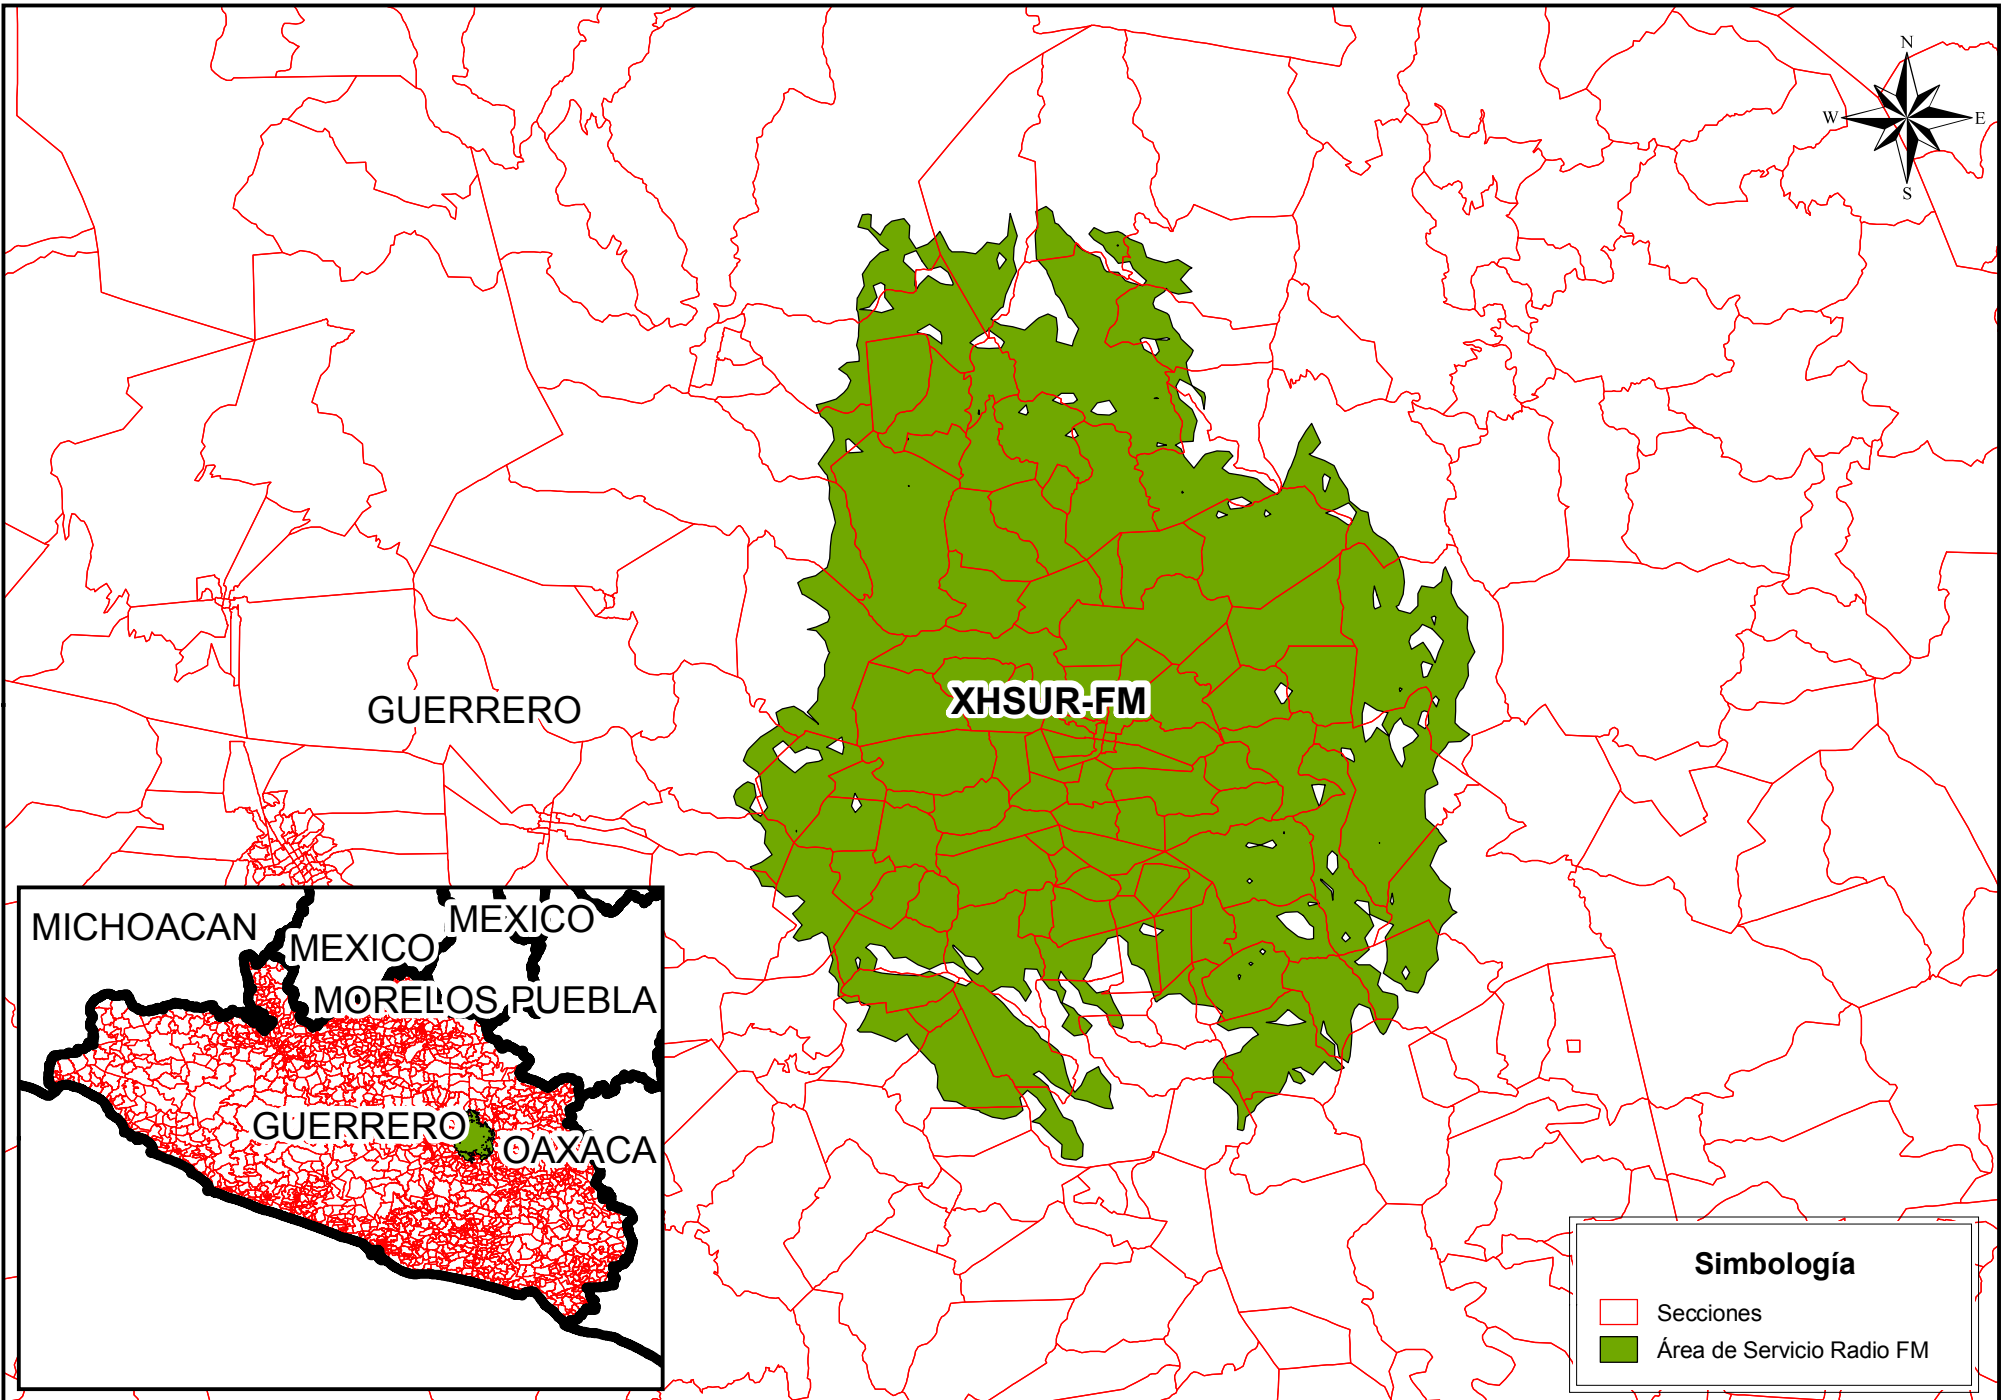 N
W E
S
GUERRERO
XHSUR-FM
MICHOACAN
MEXICO
MEXICO
MORELOS
PUEBLA
GUERRERO
OAXACA
Simbología
Secciones
Área de Servicio Radio FM